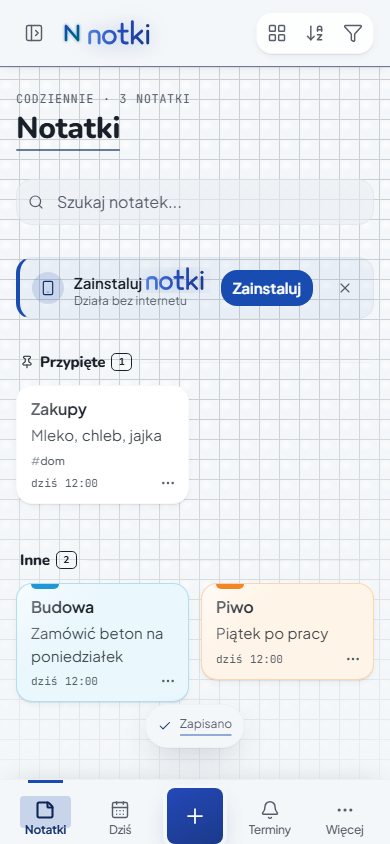 N notki
CODZIENNIE · 3 NOTATKI
Notatki
Szukaj notatek...
Zainstaluj notki
Działa bez internetu
Zainstaluj
Przypięte 1
Zakupy
Mleko, chleb, jajka
#dom
dziś 12:00
Inne 2
Budowa
Zamówić beton na
poniedziałek
dziś 12:00
Piwo
Piątek po pracy
dziś 12:00
Zapisano
Notatki
Dziś
Terminy
Więcej